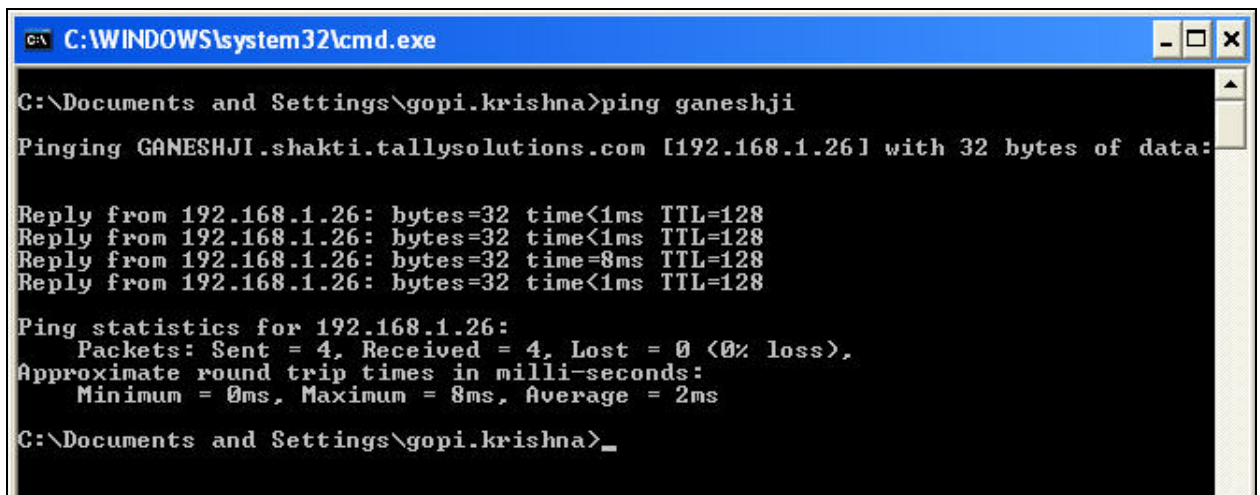 C:\WINDOWS\system32\cmd.exe
C:\Documents and Settings\gopi.krishna>ping ganeshji
Pinging GANESHJI.shakti.tallysolutions.com [192.168.1.26] with 32 bytes of data:
Reply from 192.168.1.26: bytes=32 time<1ms TTL=128
Reply from 192.168.1.26: bytes=32 time<1ms TTL=128
Reply from 192.168.1.26: bytes=32 time=8ms TTL=128
Reply from 192.168.1.26: bytes=32 time<1ms TTL=128
Ping statistics for 192.168.1.26:
Packets: Sent = 4, Received = 4, Lost = 0 (0% loss),
Approximate round trip times in milli-seconds:
Minimum = 0ms, Maximum = 8ms, Average = 2ms
C:\Documents and Settings\gopi.krishna>_